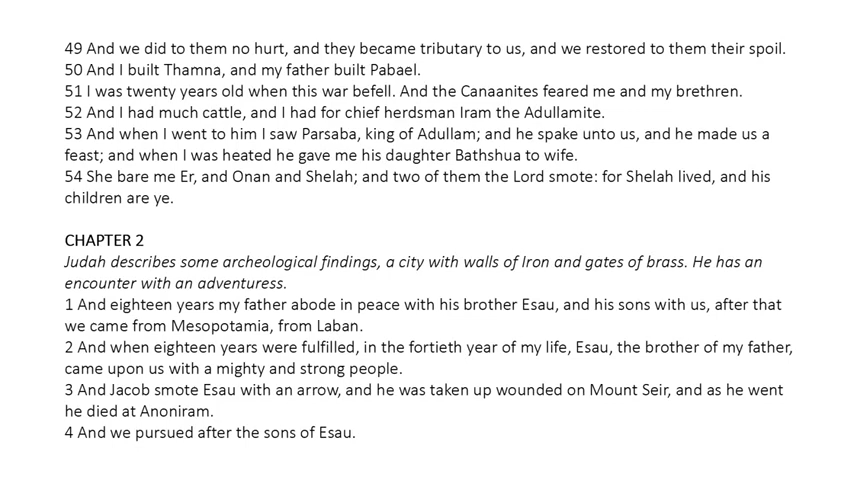 49 And we did to them no hurt, and they became tributary to us, and we restored to them their spoil.
50 And I built Thamna, and my father built Pabael.
51 I was twenty years old when this war befell. And the Canaanites feared me and my brethren.
52 And I had much cattle, and I had for chief herdsman Iram the Adullamite.
53 And when I went to him I saw Parsaba, king of Adullam; and he spake unto us, and he made us a
feast; and when I was heated he gave me his daughter Bathshua to wife.
54 She bare me Er, and Onan and Shelah; and two of them the Lord smote: for Shelah lived, and his
children are ye.
CHAPTER 2
Judah describes some archeological findings, a city with walls of Iron and gates of brass. He has an
encounter with an adventuress.
1 And eighteen years my father abode in peace with his brother Esau, and his sons with us, after that
we came from Mesopotamia, from Laban.
2 And when eighteen years were fulfilled, in the fortieth year of my life, Esau, the brother of my father,
came upon us with a mighty and strong people.
3 And Jacob smote Esau with an arrow, and he was taken up wounded on Mount Seir, and as he went
he died at Anoniram.
4 And we pursued after the sons of Esau.